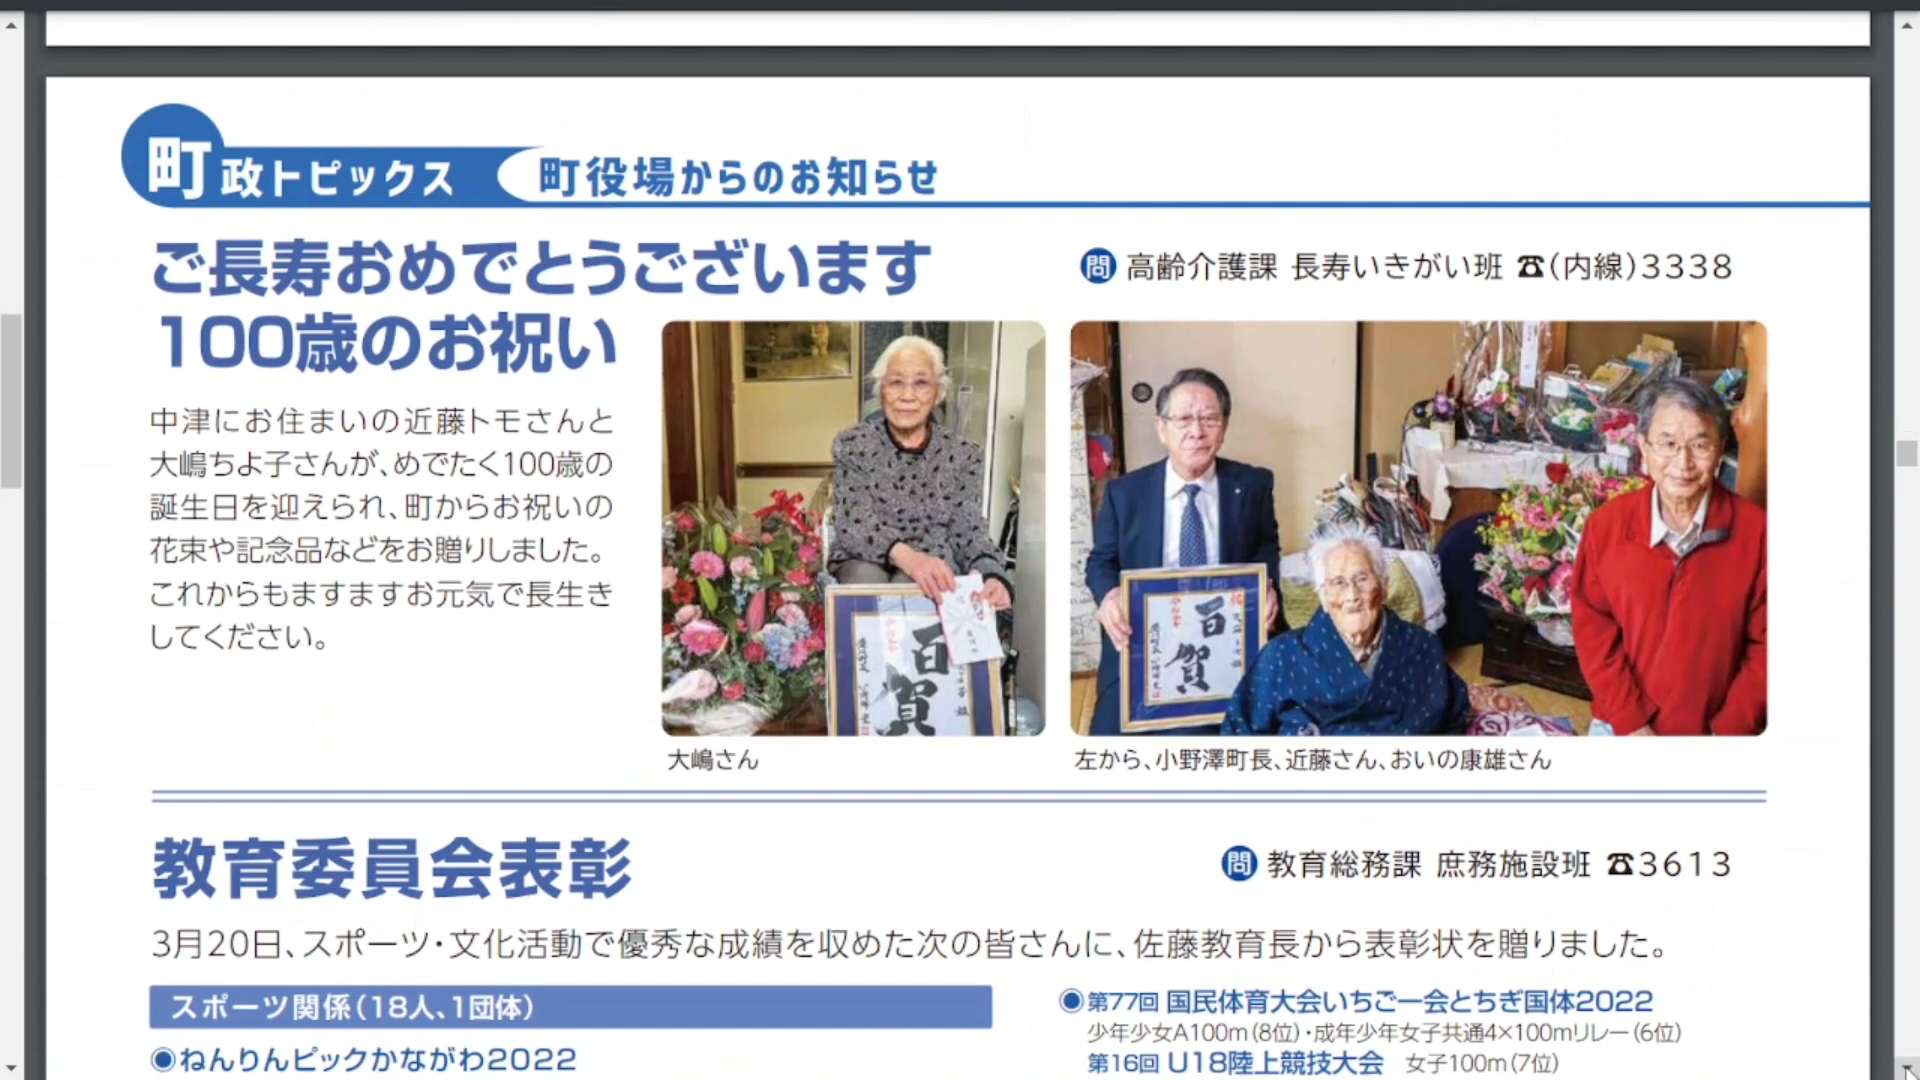 町政トピックス 町役場からのお知らせ
ご長寿おめでとうございます
100歳のお祝い
問 高齢介護課 長寿いきがい班 ☎(内線)3338
中津にお住まいの近藤トモさんと
大嶋ちよ子さんが、めでたく100歳の
誕生日を迎えられ、町からお祝いの
花束や記念品などをお贈りしました。
これからもますますお元気で長生き
してください。
百賀
百賀
大嶋さん
左から、小野澤町長、近藤さん、おいの康雄さん
教育委員会表彰
問 教育総務課 庶務施設班 ☎3613
3月20日、スポーツ・文化活動で優秀な成績を収めた次の皆さんに、佐藤教育長から表彰状を贈りました。
スポーツ関係(18人、1団体)
◉ねんりんピックかながわ2022
◉第77回 国民体育大会いちご一会とちぎ国体2022
少年少女A100m(8位)・成年少年女子共通4×100mリレー(6位)
第16回 U18陸上競技大会 女子100m(7位)